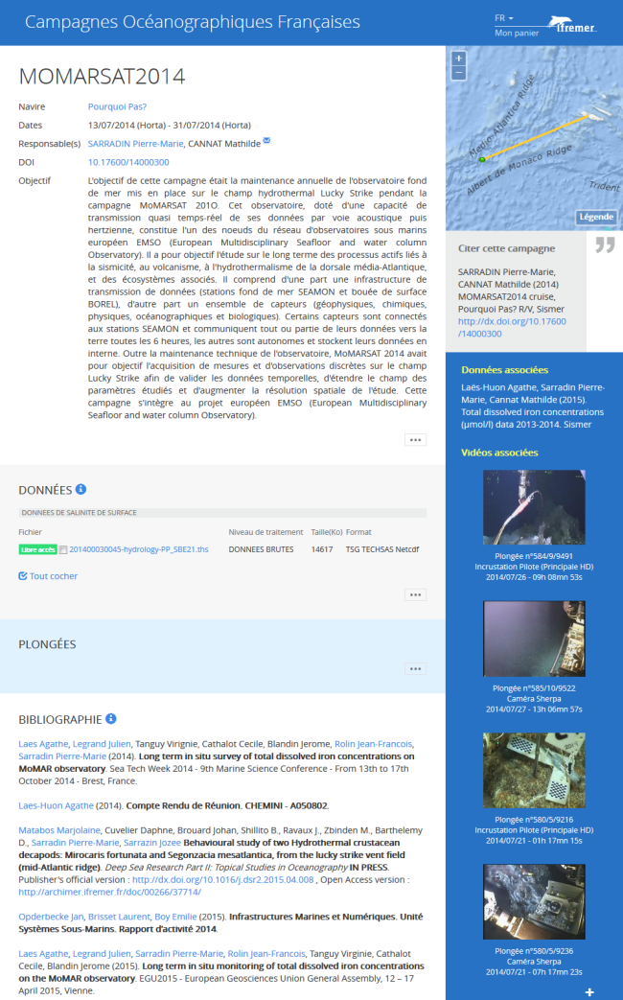 Campagnes Océanographiques Françaises
FR
Mon panier
ifremer
MOMARSAT2014
Navire Pourquoi Pas?
Dates 13/07/2014 (Horta) - 31/07/2014 (Horta)
Responsable(s) SARRADIN Pierre-Marie, CANNAT Mathilde
DOI 10.17600/14000300
Objectif L'objectif de cette campagne était la maintenance annuelle de l'observatoire fond
de mer mis en place sur le champ hydrothermal Lucky Strike pendant la
campagne MoMARSAT 201O. Cet observatoire, doté d'une capacité de
transmission quasi temps-réel de ses données par voie acoustique puis
hertzienne, constitue l'un des noeuds du réseau d'observatoires sous marins
européen EMSO (European Multidisciplinary Seafloor and water column
Observatory). Il a pour objectif l'étude sur le long terme des processus actifs liés à
la sismicité, au volcanisme, à l'hydrothermalisme de la dorsale média-Atlantique,
et des écosystèmes associés. Il comprend d'une part une infrastructure de
transmission de données (stations fond de mer SEAMON et bouée de surface
BOREL), d'autre part un ensemble de capteurs (géophysiques, chimiques,
physiques, océanographiques et biologiques). Certains capteurs sont connectés
aux stations SEAMON et communiquent tout ou partie de leurs données vers la
terre toutes les 6 heures, les autres sont autonomes et stockent leurs données en
interne. Outre la maintenance technique de l'observatoire, MoMARSAT 2014 avait
pour objectif l'acquisition de mesures et d'observations discrètes sur le champ
Lucky Strike afin de valider les données temporelles, d'étendre le champ des
paramètres étudiés et d'augmenter la résolution spatiale de l'étude. Cette
campagne s'intègre au projet européen EMSO (European Multidisciplinary
Seafloor and water column Observatory).
DONNÉES
DONNEES DE SALINITE DE SURFACE
Fichier Niveau de traitement Taille(Ko) Format
Libre accès 201400030045-hydrology-PP_SBE21.ths DONNEES BRUTES 14617 TSG TECHSAS Netcdf
Tout cocher
PLONGÉES
BIBLIOGRAPHIE
Laes Agathe, Legrand Julien, Tanguy Virignie, Cathalot Cecile, Blandin Jerome, Rolin Jean-Francois,
Sarradin Pierre-Marie (2014). Long term in situ survey of total dissolved iron concentrations on
MoMAR observatory. Sea Tech Week 2014 - 9th Marine Science Conference - From 13th to 17th
October 2014 - Brest, France.
Laes-Huon Agathe (2014). Compte Rendu de Réunion. CHEMINI - A050802.
Matabos Marjolaine, Cuvelier Daphne, Brouard Johan, Shillito B., Ravaux J., Zbinden M., Barthelemy
D., Sarradin Pierre-Marie, Sarrazin Jozee Behavioural study of two Hydrothermal crustacean
decapods: Mirocaris fortunata and Segonzacia mesatlantica, from the lucky strike vent field
(mid-Atlantic ridge). Deep Sea Research Part II: Topical Studies in Oceanography IN PRESS.
Publisher's official version : http://dx.doi.org/10.1016/j.dsr2.2015.04.008 , Open Access version :
http://archimer.ifremer.fr/doc/00266/37714/
Opderbecke Jan, Brisset Laurent, Boy Emilie (2015). Infrastructures Marines et Numériques. Unité
Systèmes Sous-Marins. Rapport d'activité 2014.
Laes Agathe, Legrand Julien, Sarradin Pierre-Marie, Rolin Jean-Francois, Tanguy Virginie, Cathalot
Cecile, Blandin Jerome (2015). Long term in situ monitoring of total dissolved iron concentrations
on the MoMAR observatory. EGU2015 - European Geosciences Union General Assembly, 12 – 17
April 2015, Vienne.
+
−
Medio-Atlantica Ridge
Albert de Monaco Ridge
Trident
Légende
Citer cette campagne
SARRADIN Pierre-Marie,
CANNAT Mathilde (2014)
MOMARSAT2014 cruise,
Pourquoi Pas? R/V, Sismer
http://dx.doi.org/10.17600
/14000300
Données associées
Laës-Huon Agathe, Sarradin Pierre-
Marie, Cannat Mathilde (2015).
Total dissolved iron concentrations
(µmol/l) data 2013-2014. Sismer
Vidéos associées
Plongée n°584/9/9491
Incrustation Pilote (Principale HD)
2014/07/26 - 09h 08mn 53s
Plongée n°585/10/9522
Caméra Sherpa
2014/07/27 - 13h 06mn 57s
Plongée n°580/5/9216
Incrustation Pilote (Principale HD)
2014/07/21 - 01h 17mn 15s
Plongée n°580/5/9236
Caméra Sherpa
2014/07/21 - 07h 17mn 23s
+